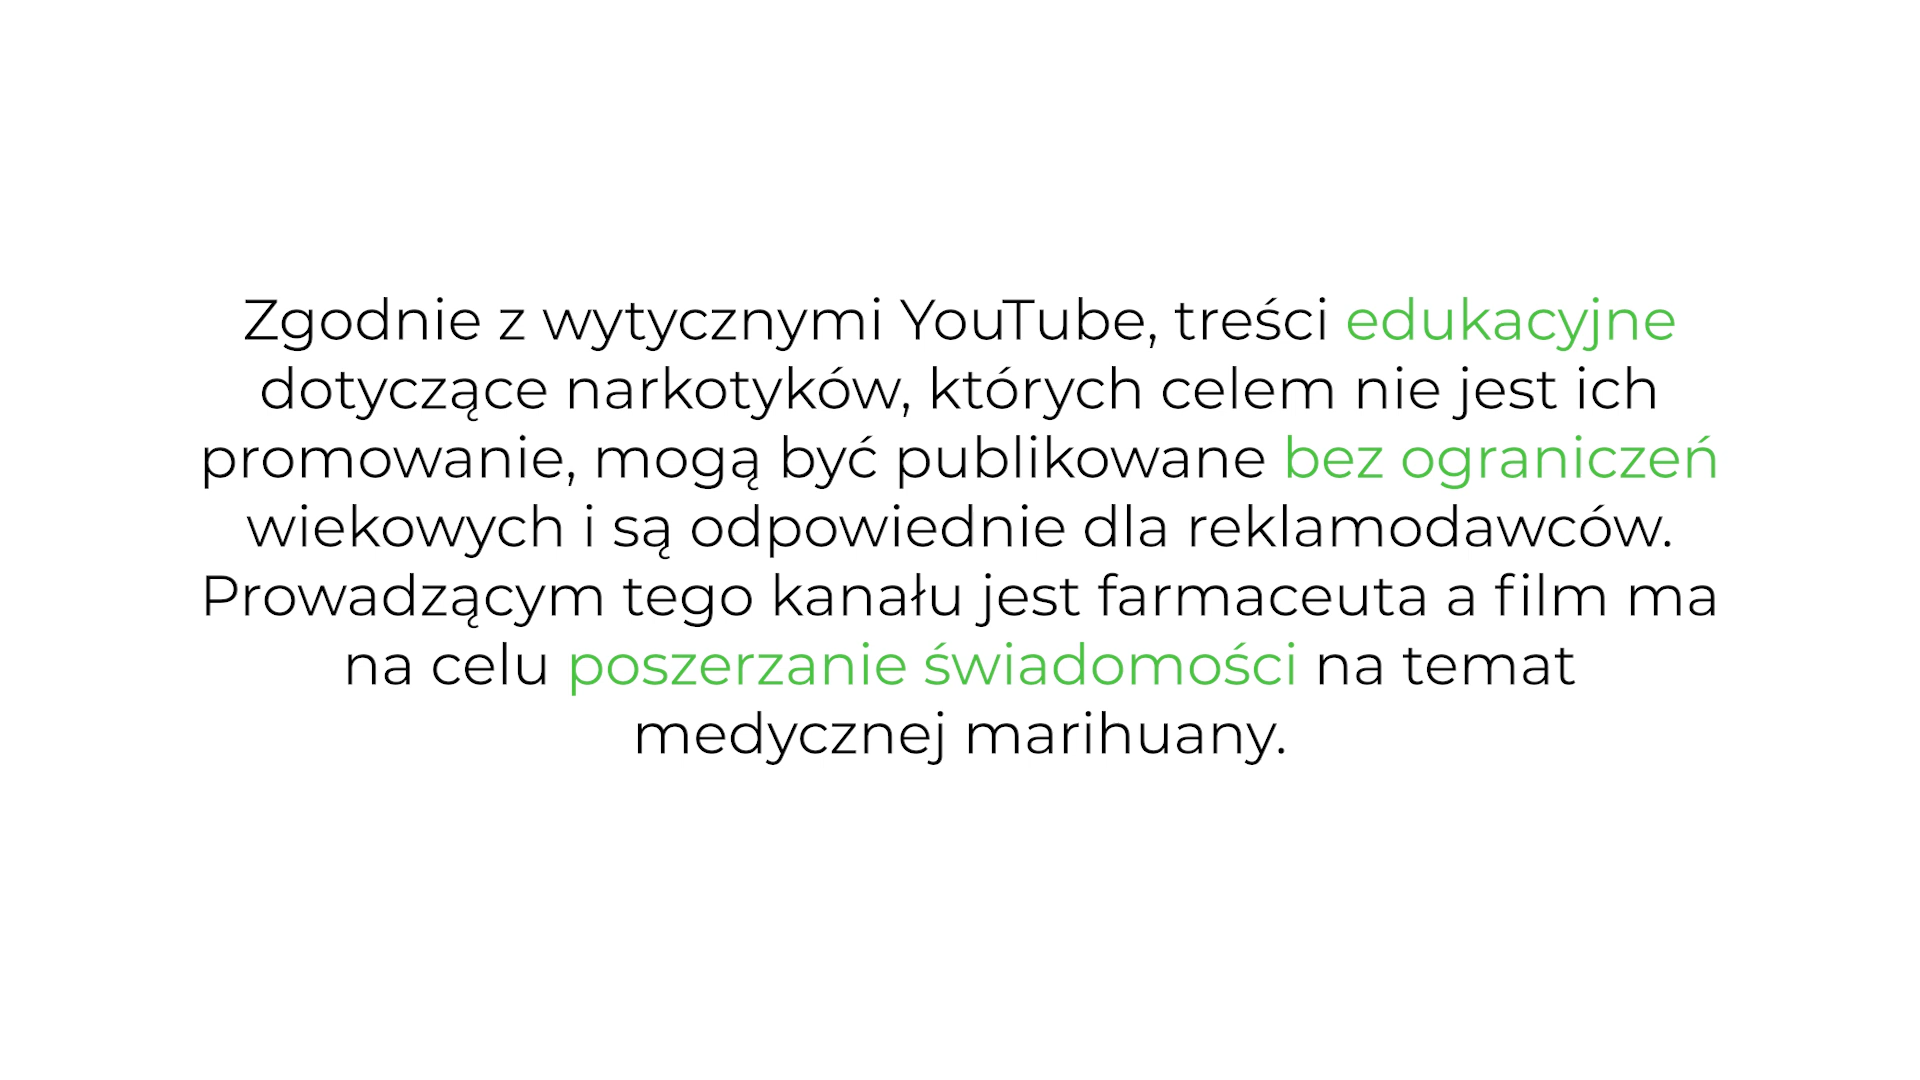 Zgodnie z wytycznymi YouTube, treści edukacyjne
dotyczące narkotyków, których celem nie jest ich
promowanie, mogą być publikowane bez ograniczeń
wiekowych i są odpowiednie dla reklamodawców.
Prowadzącym tego kanału jest farmaceuta a film ma
na celu poszerzanie świadomości na temat
medycznej marihuany.